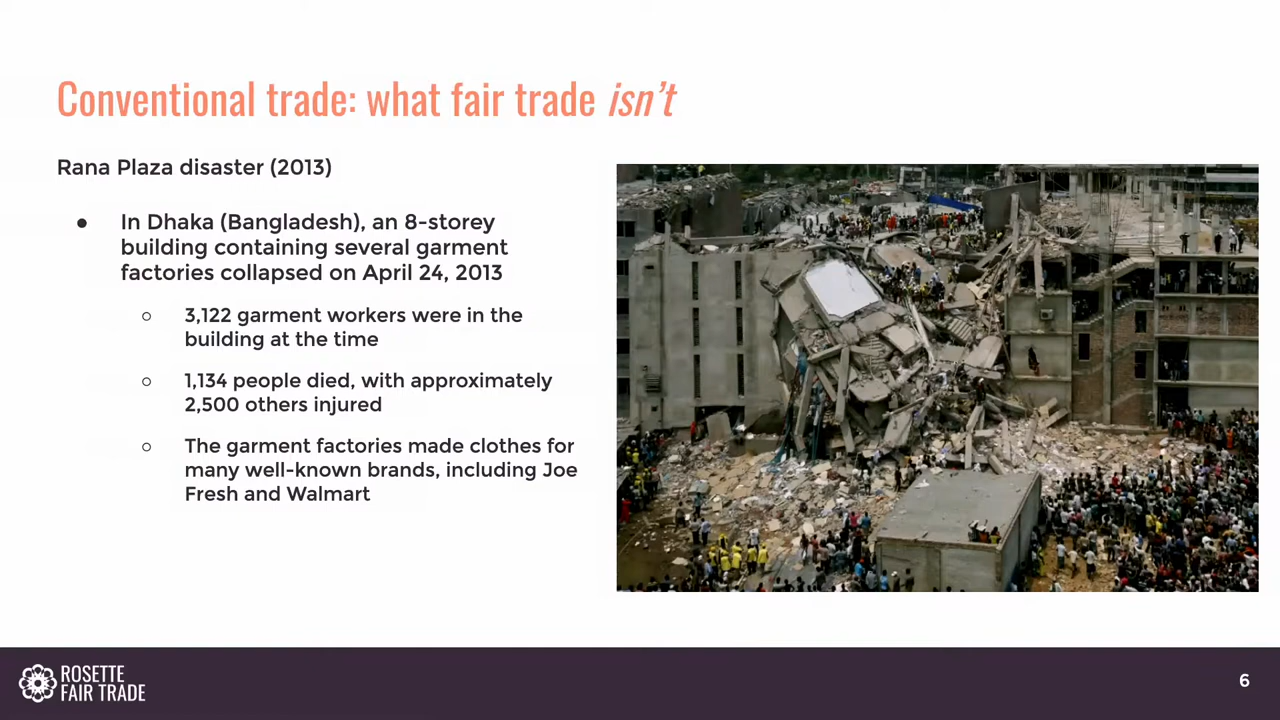 Conventional trade: what fair trade isn't
Rana Plaza disaster (2013)
● In Dhaka (Bangladesh), an 8-storey
building containing several garment
factories collapsed on April 24, 2013
○ 3,122 garment workers were in the
building at the time
○ 1,134 people died, with approximately
2,500 others injured
○ The garment factories made clothes for
many well-known brands, including Joe
Fresh and Walmart
ROSETTE
FAIR TRADE
6